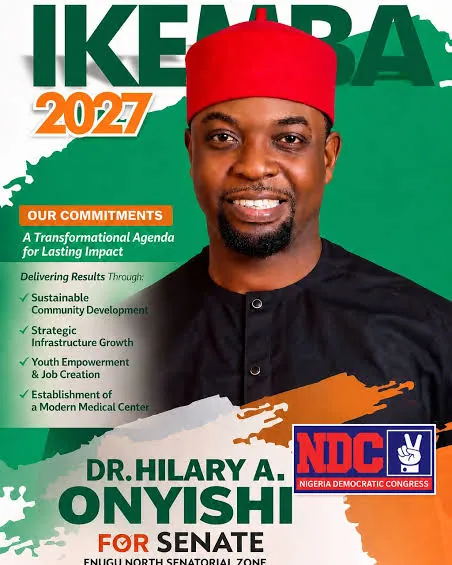 IKEMBA
2027
OUR COMMITMENTS
A Transformational Agenda
for Lasting Impact
Delivering Results Through:
✓ Sustainable
Community Development
✓ Strategic
Infrastructure Growth
✓ Youth Empowerment
& Job Creation
✓ Establishment of
a Modern Medical Center
NDC
NIGERIA DEMOCRATIC CONGRESS
DR. HILARY A.
ONYISHI
FOR SENATE
ENUGU NORTH SENATORIAL ZONE